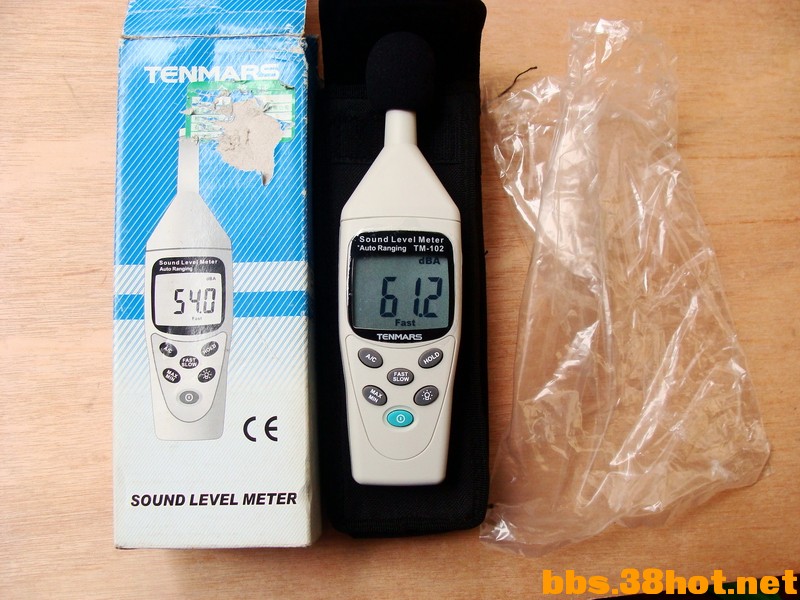 TENMARS
Sound Level Meter
Auto Ranging
dBA
54.0
Fast
A/C
HOLD
FAST
SLOW
MAX
MIN
CE
SOUND LEVEL METER
Sound Level Meter
Auto Ranging TM-102
dBA
61.2
Fast
TENMARS
A/C
HOLD
FAST
SLOW
MAX
MIN
bbs.38hot.net